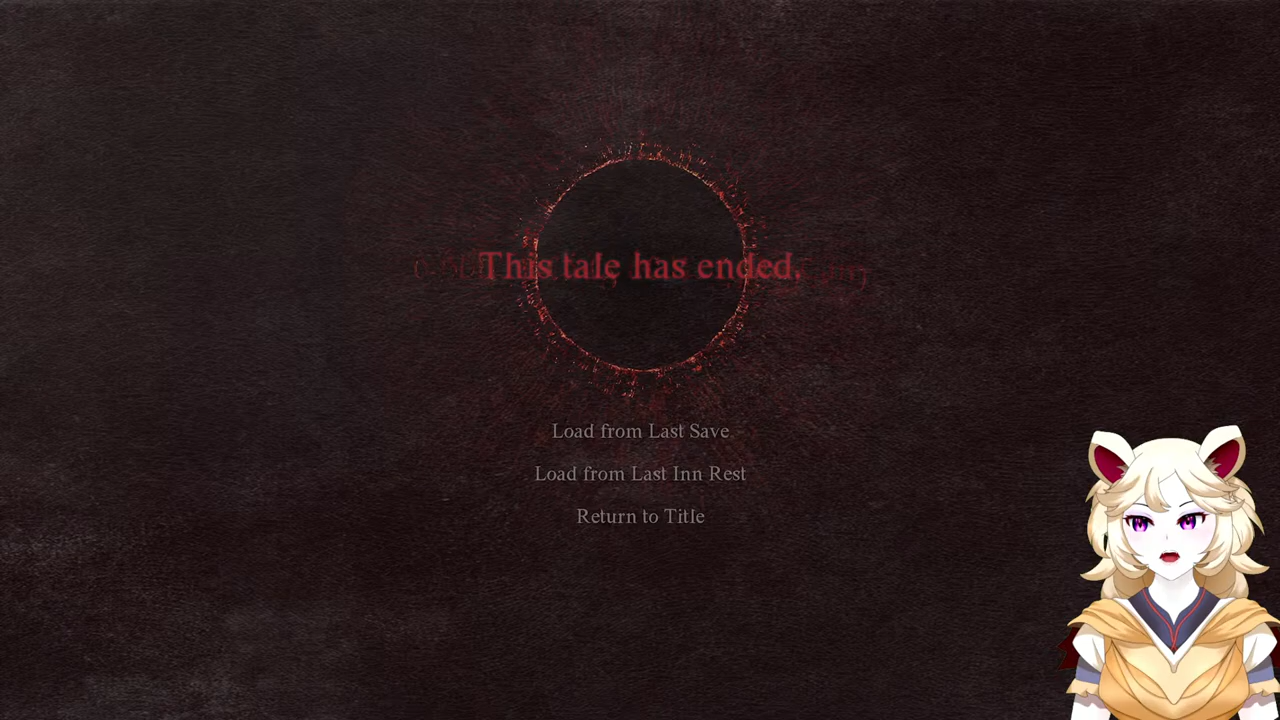 This tale has ended.
Load from Last Save
Load from Last Inn Rest
Return to Title